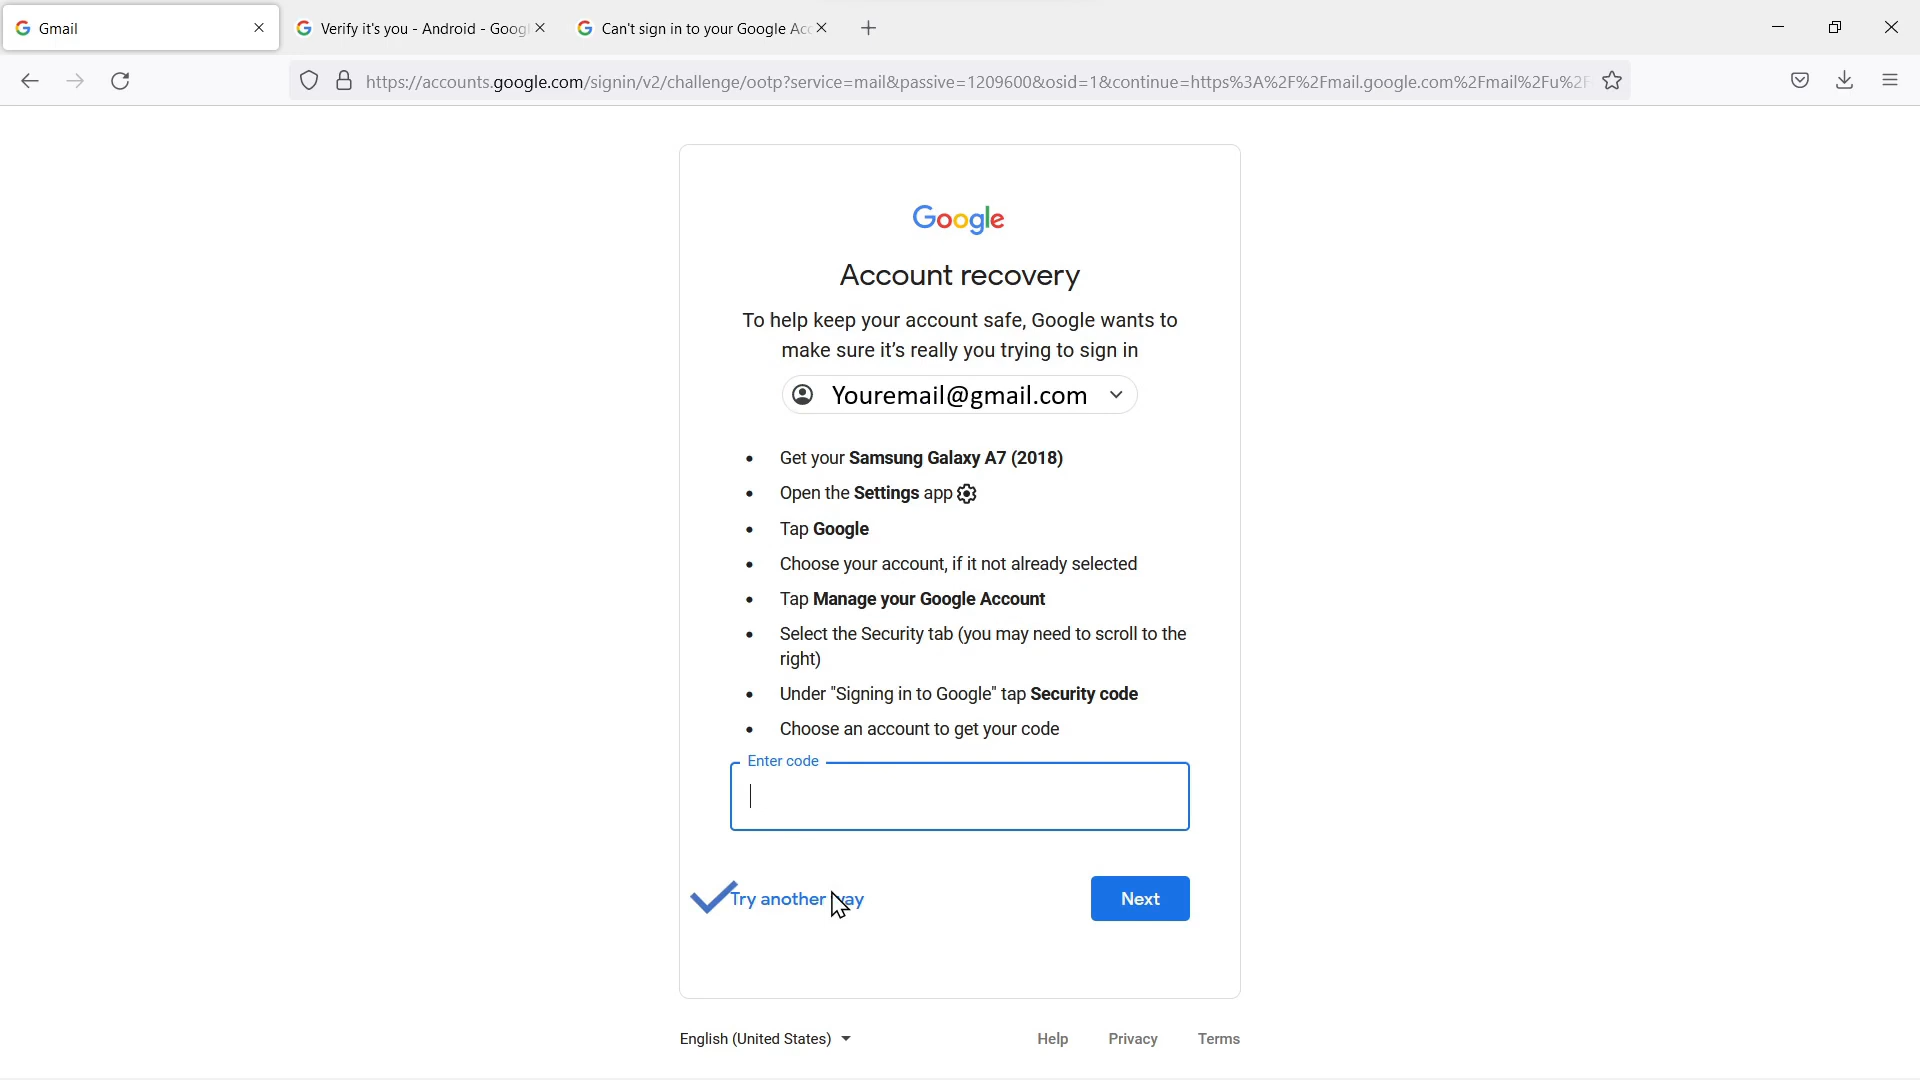 Gmail
Verify it's you - Android - Goog
Can't sign in to your Google Acc
https://accounts.google.com/signin/v2/challenge/ootp?service=mail&passive=1209600&osid=1&continue=https%3A%2F%2Fmail.google.com%2Fmail%2Fu%2F
Google
Account recovery
To help keep your account safe, Google wants to
make sure it's really you trying to sign in
Youremail@gmail.com
• Get your Samsung Galaxy A7 (2018)
• Open the Settings app
• Tap Google
• Choose your account, if it not already selected
• Tap Manage your Google Account
• Select the Security tab (you may need to scroll to the
right)
• Under "Signing in to Google" tap Security code
• Choose an account to get your code
Enter code
Try another way
Next
English (United States)
Help
Privacy
Terms